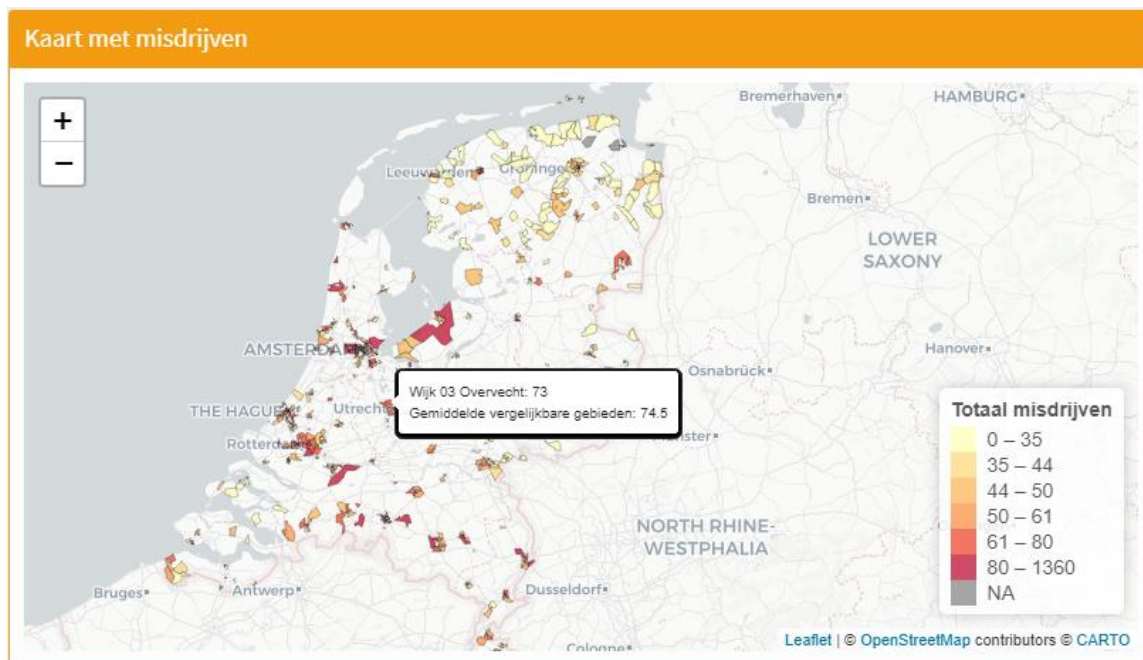 Kaart met misdrijven
+
−
Bremerhaven
HAMBURG
Leeuwarden
Groningen
Bremen
LOWER
SAXONY
AMSTERDAM
Hanover
Osnabrück
Wijk 03 Overvecht: 73
Gemiddelde vergelijkbare gebieden: 74.5
THE HAGUE
Utrecht
Rotterdam
Totaal misdrijven
0 – 35
35 – 44
44 – 50
50 – 61
61 – 80
80 – 1360
NA
NORTH RHINE-
WESTPHALIA
Bruges
Antwerp
Dusseldorf
Cologne
Leaflet | © OpenStreetMap contributors © CARTO